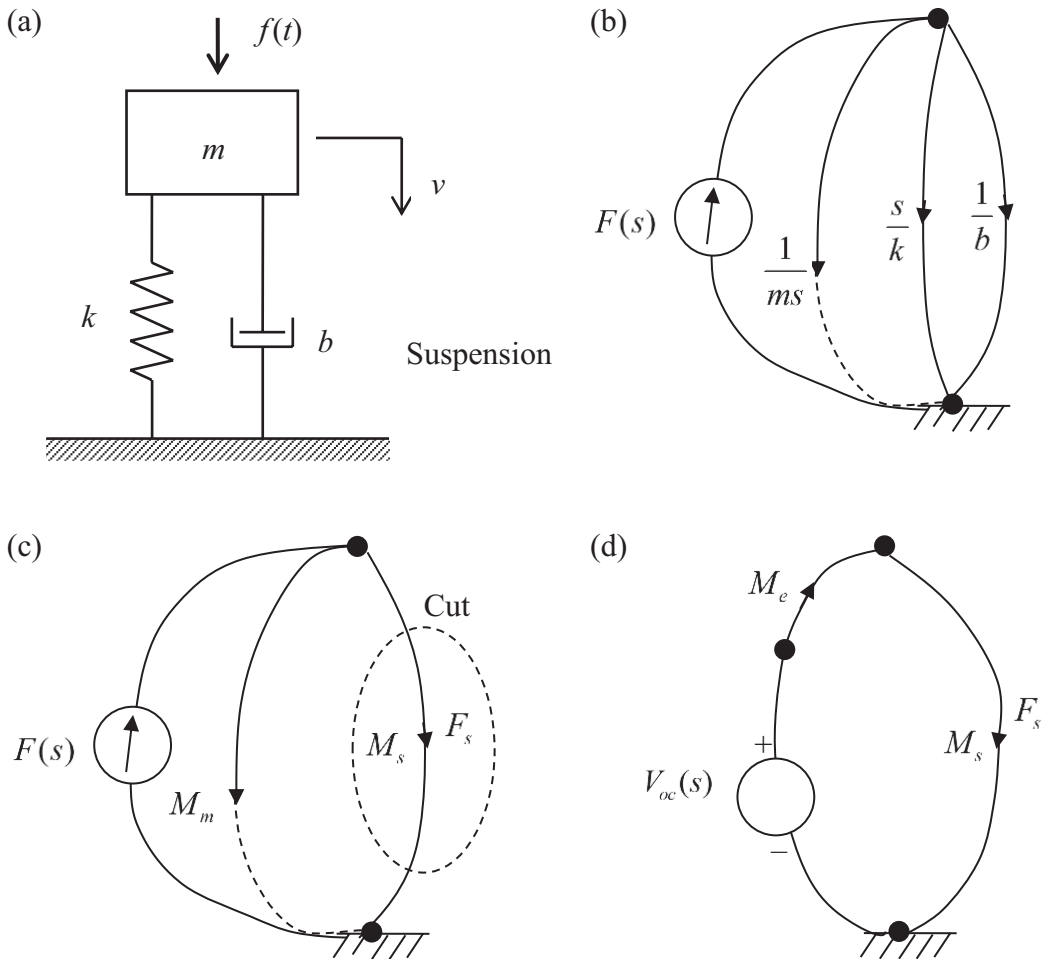 (a)
f(t)
m
v
k
b
Suspension
(b)
F(s)
1/ms
s/k
1/b
(c)
Cut
F(s)
M_m
M_s
F_s
(d)
M_e
+
V_oc(s)
−
M_s
F_s